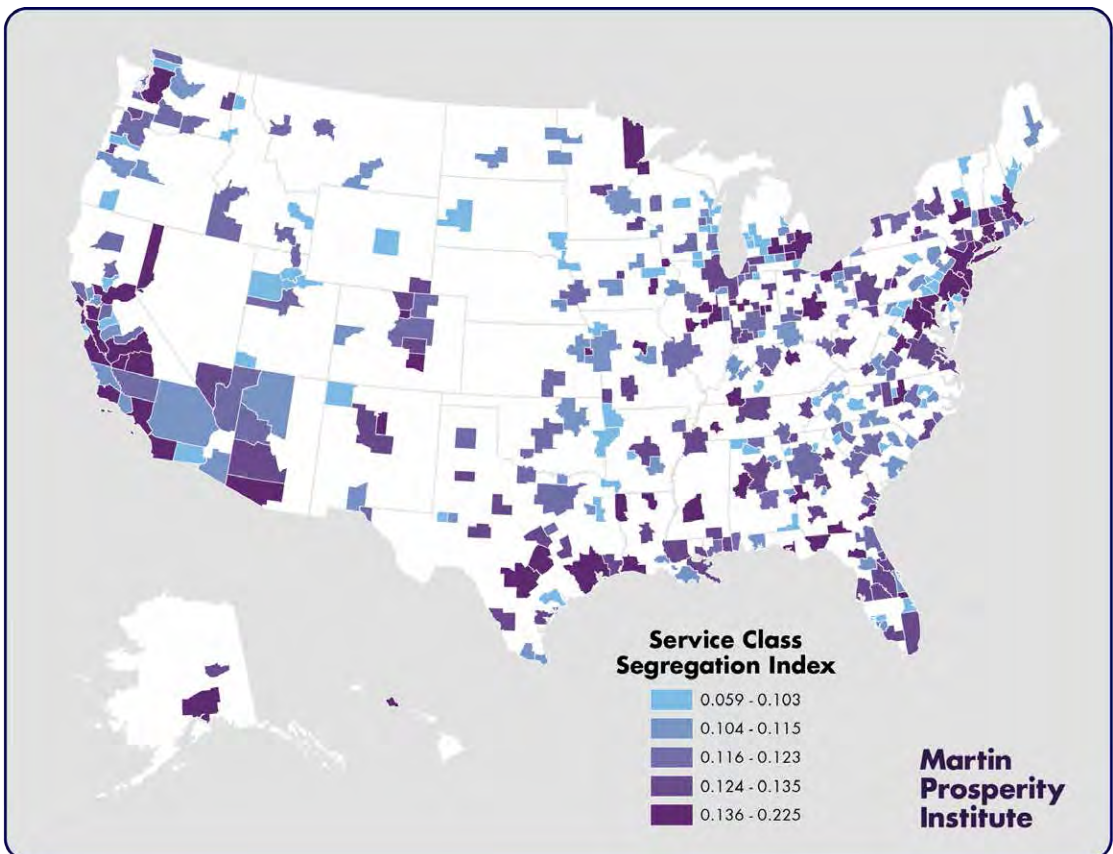 Service Class
Segregation Index
0.059 - 0.103
0.104 - 0.115
0.116 - 0.123
0.124 - 0.135
0.136 - 0.225
Martin
Prosperity
Institute